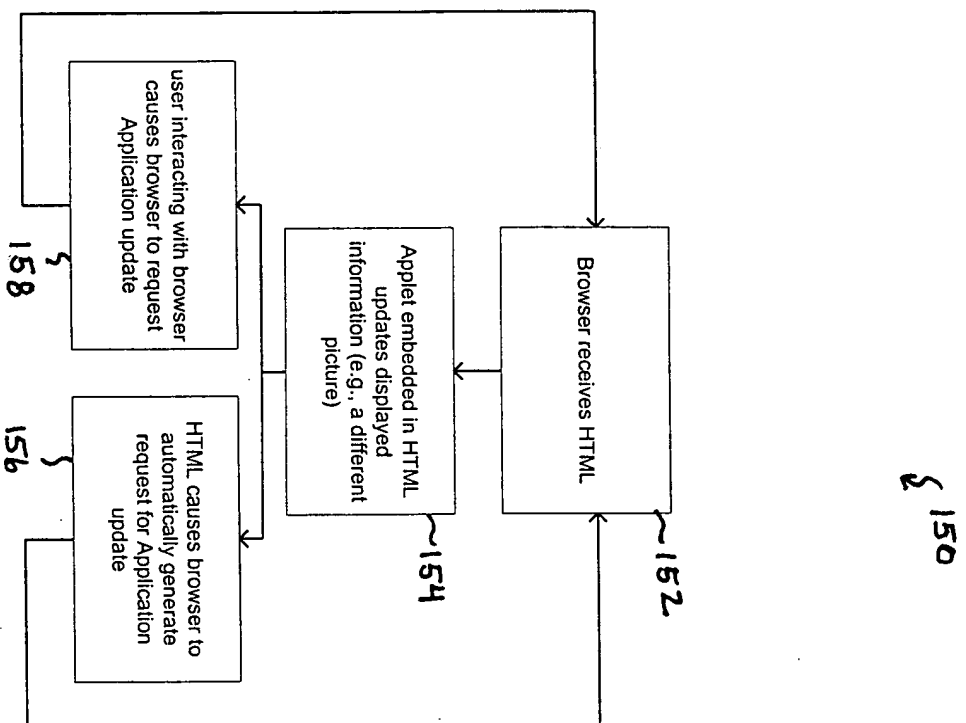 150
Browser receives HTML
152
Applet embedded in HTML
updates displayed
information (e.g., a different
picture)
154
user interacting with browser
causes browser to request
Application update
158
HTML causes browser to
automatically generate
request for Application
update
156